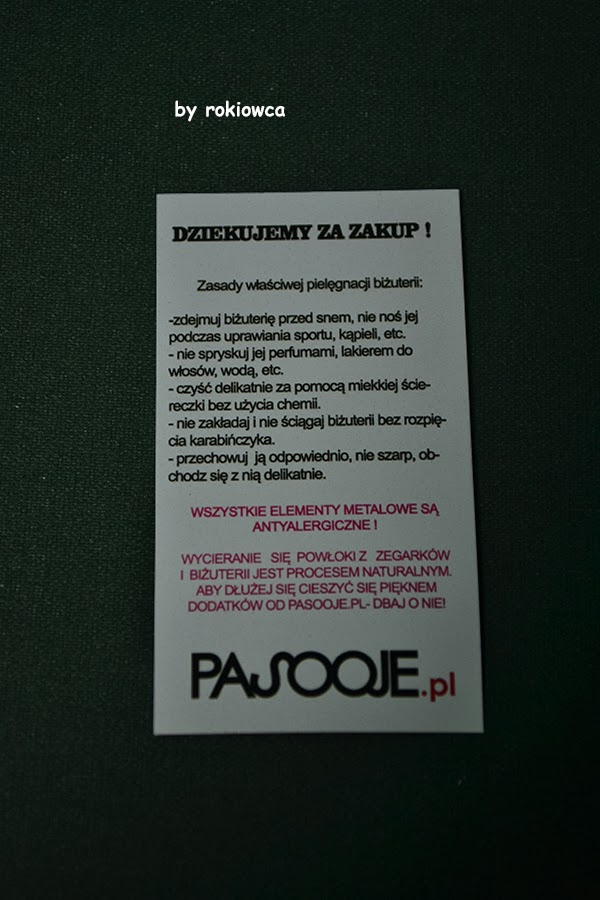 by rokiowca
DZIEKUJEMY ZA ZAKUP !
Zasady właściwej pielęgnacji biżuterii:
-zdejmuj biżuterię przed snem, nie noś jej
podczas uprawiania sportu, kąpieli, etc.
- nie spryskuj jej perfumami, lakierem do
włosów, wodą, etc.
- czyść delikatnie za pomocą miekkiej ście-
reczki bez użycia chemii.
- nie zakładaj i nie ściągaj biżuterii bez rozpię-
cia karabińczyka.
- przechowuj ją odpowiednio, nie szarp, ob-
chodz się z nią delikatnie.
WSZYSTKIE ELEMENTY METALOWE SĄ
ANTYALERGICZNE !
WYCIERANIE SIĘ POWŁOKI Z ZEGARKÓW
I BIŻUTERII JEST PROCESEM NATURALNYM.
ABY DŁUŻEJ SIĘ CIESZYĆ SIĘ PIĘKNEM
DODATKÓW OD PASOOJE.PL- DBAJ O NIE!
PASOOJE.pl